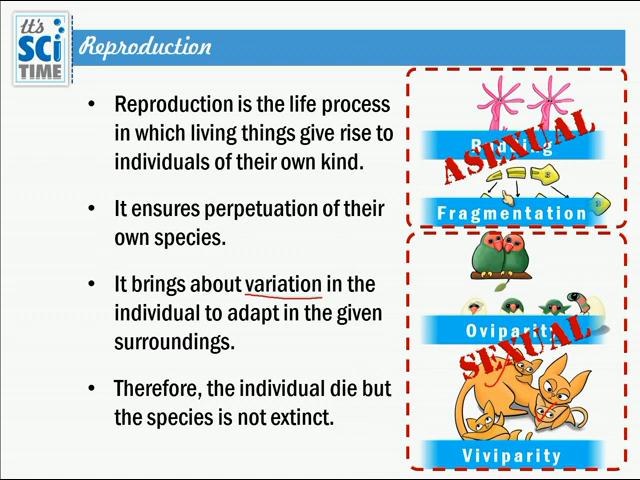 It's
SCi
TIME
Reproduction
• Reproduction is the life process
in which living things give rise to
individuals of their own kind.
• It ensures perpetuation of their
own species.
• It brings about variation in the
individual to adapt in the given
surroundings.
• Therefore, the individual die but
the species is not extinct.
Budding
ASEXUAL
Fragmentation
Oviparity
SEXUAL
Viviparity